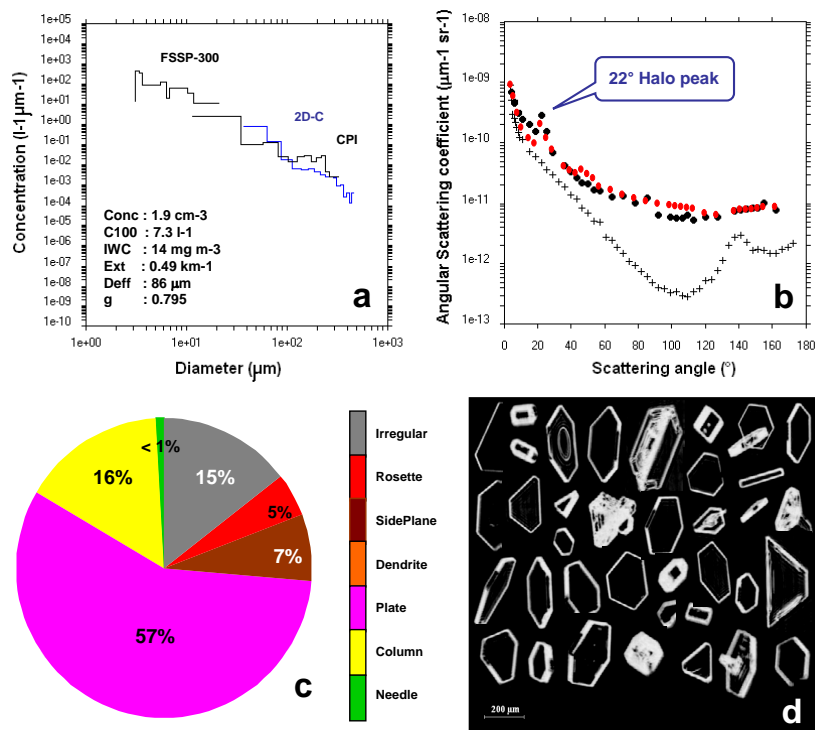 1e+05
1e+04
1e+03
1e+02
1e+01
1e+00
1e-01
1e-02
1e-03
1e-04
1e-05
1e-06
1e-07
1e-08
1e-09
1e-10
Concentration (l-1µm-1)
FSSP-300
2D-C
CPI
Conc : 1.9 cm-3
C100 : 7.3 l-1
IWC : 14 mg m-3
Ext : 0.49 km-1
Deff : 86 µm
g : 0.795
a
1e+00 1e+01 1e+02 1e+03
Diameter (µm)
1e-08
1e-09
1e-10
1e-11
1e-12
1e-13
Angular Scattering coefficient (µm-1 sr-1)
22° Halo peak
b
0 20 40 60 80 100 120 140 160 180
Scattering angle (°)
< 1%
16%
15%
5%
7%
57%
c
Irregular
Rosette
SidePlane
Dendrite
Plate
Column
Needle
200 µm
d